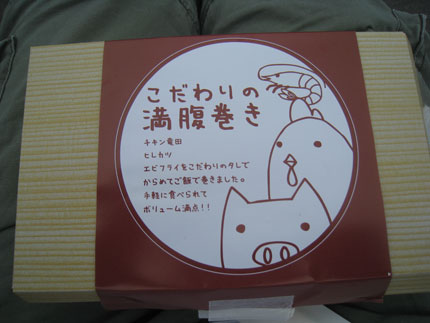 こだわりの
満腹巻き
チキン竜田
ヒレカツ
エビフライをこだわりのタレで
からめてご飯で巻きました。
手軽に食べられて
ボリューム満点!!